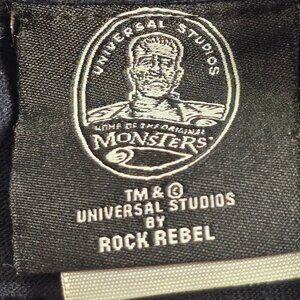 UNIVERSAL STUDIOS
HOME OF THE ORIGINAL
MONSTERS
TM & ©
UNIVERSAL STUDIOS
BY
ROCK REBEL